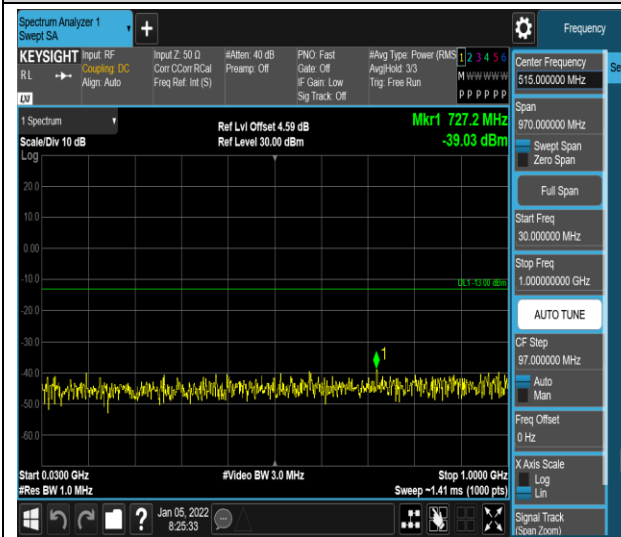 Spectrum Analyzer 1
Swept SA
+
Frequency
KEYSIGHT
RL
LXI
Input: RF
Coupling: DC
Align: Auto
Input Z: 50 Ω
Corr CCorr RCal
Freq Ref: Int (S)
#Atten: 40 dB
Preamp: Off
PNO: Fast
Gate: Off
IF Gain: Low
Sig Track: Off
#Avg Type: Power (RMS
Avg|Hold: 3/3
Trig: Free Run
1 2 3 4 5 6
M W W W W W
P P P P P P
1 Spectrum
Scale/Div 10 dB
Log
Ref Lvl Offset 4.59 dB
Ref Level 30.00 dBm
Mkr1 727.2 MHz
-39.03 dBm
20.0
10.0
0.00
-10.0
DL1 -13.00 dBm
-20.0
-30.0
1
-40.0
-50.0
-60.0
Start 0.0300 GHz
#Res BW 1.0 MHz
#Video BW 3.0 MHz
Stop 1.0000 GHz
Sweep ~1.41 ms (1000 pts)
?
Jan 05, 2022
8:25:33
Center Frequency
515.000000 MHz
Se
Span
970.000000 MHz
Swept Span
Zero Span
Full Span
Start Freq
30.000000 MHz
Stop Freq
1.000000000 GHz
AUTO TUNE
CF Step
97.000000 MHz
Auto
Man
Freq Offset
0 Hz
X Axis Scale
Log
Lin
Signal Track
(Span Zoom)